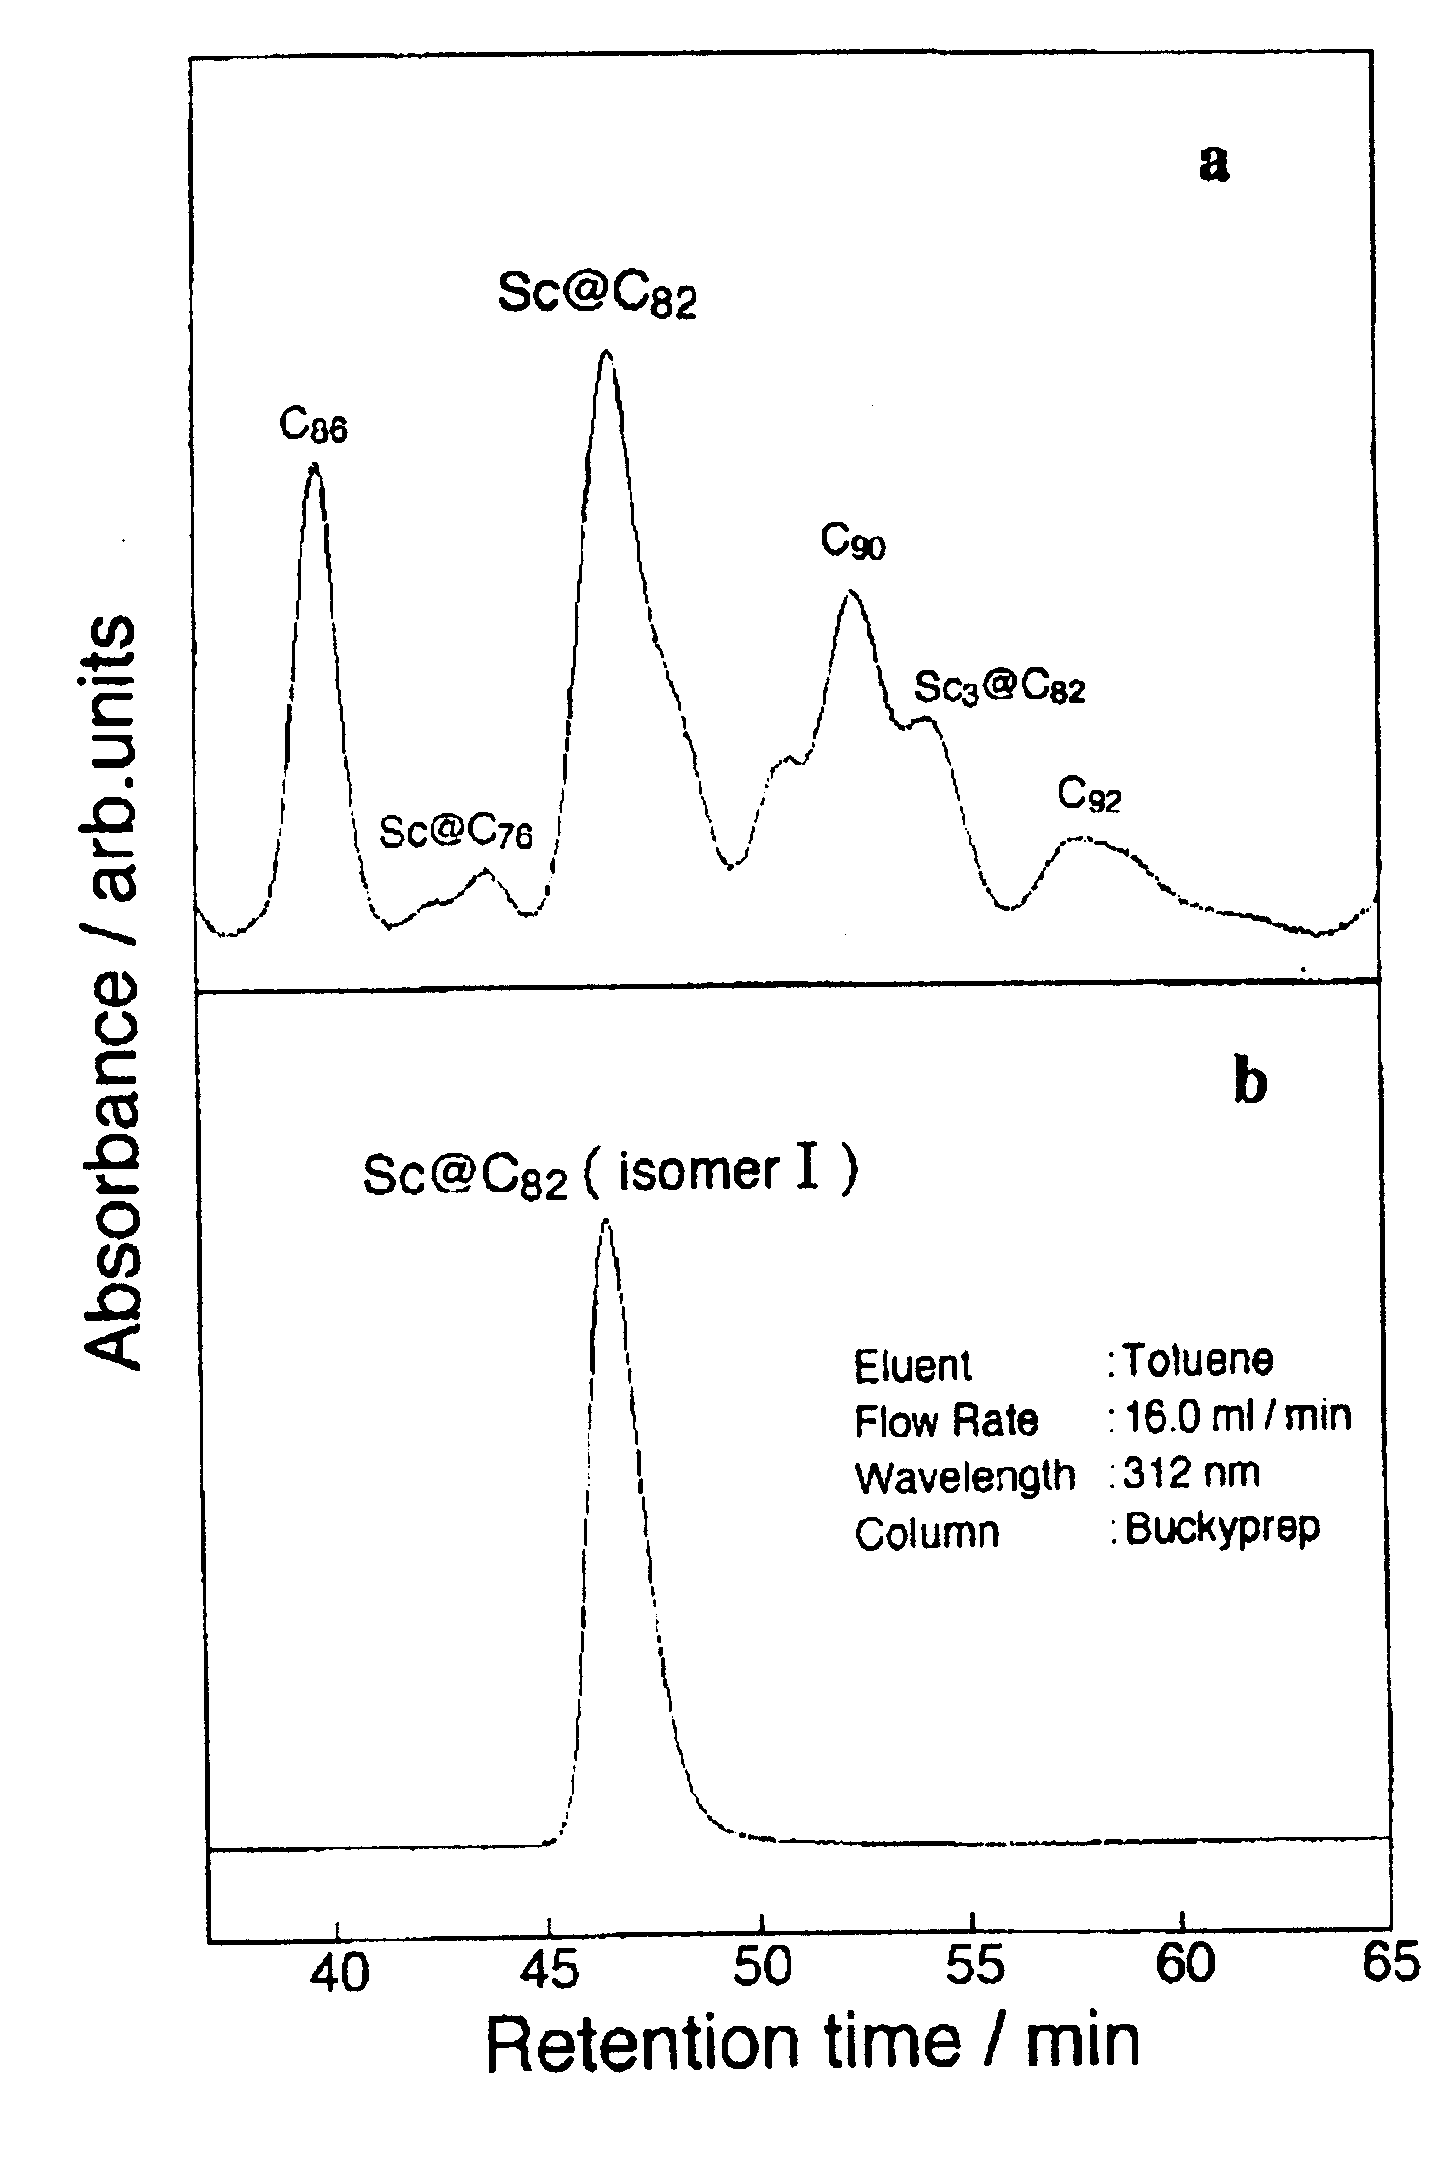 a
Sc@C82
C86
C90
Sc3@C82
C92
Sc@C76
Absorbance / arb.units
b
Sc@C82 ( isomer I )
Eluent : Toluene
Flow Rate : 16.0 ml / min
Wavelength : 312 nm
Column : Buckyprep
40 45 50 55 60 65
Retention time / min